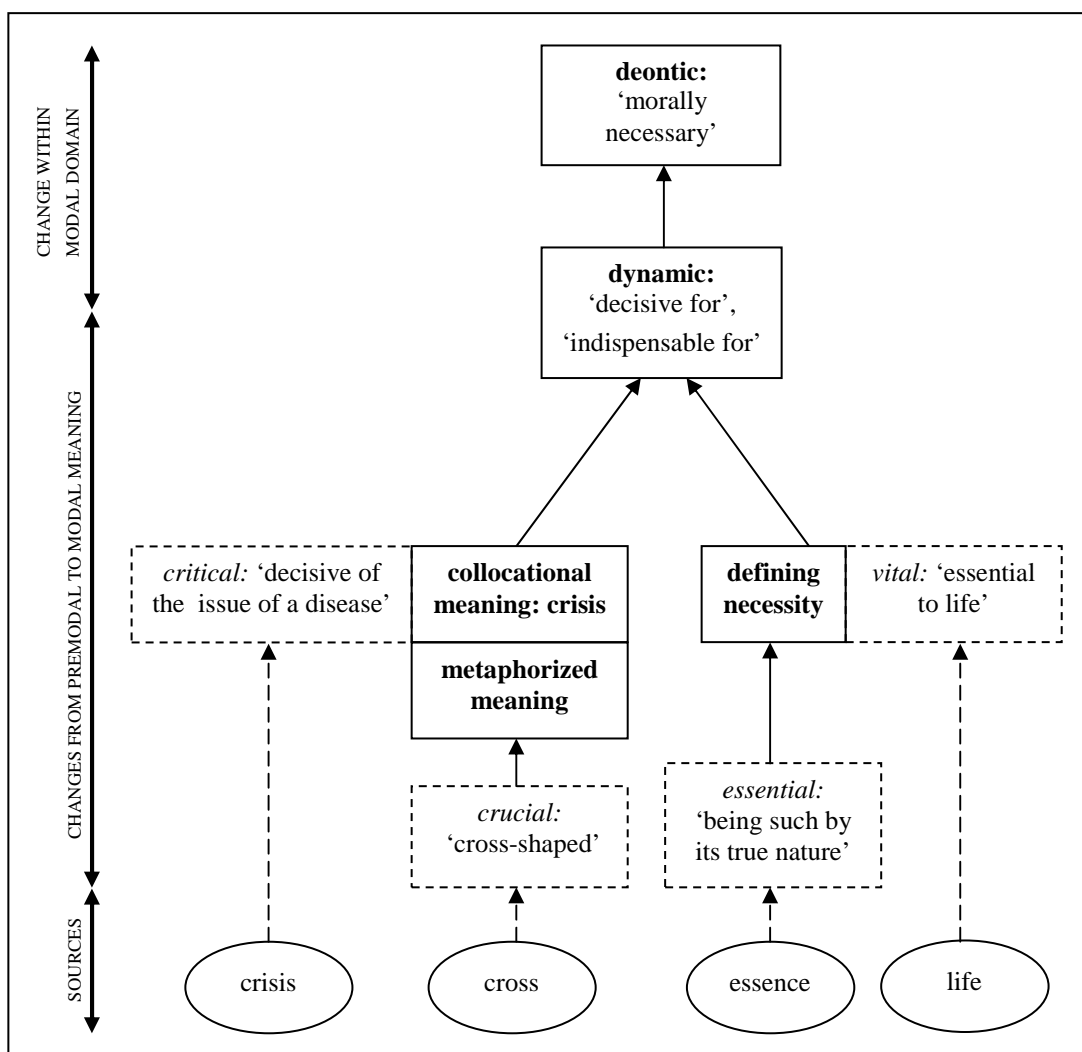 deontic:
‘morally
necessary’
CHANGE WITHIN
MODAL DOMAIN
dynamic:
‘decisive for’,
‘indispensable for’
CHANGES FROM PREMODAL TO MODAL MEANING
critical: ‘decisive of
the issue of a disease’
collocational
meaning: crisis
defining
necessity
vital: ‘essential
to life’
metaphorized
meaning
crucial:
‘cross-shaped’
essential:
‘being such by
its true nature’
SOURCES
crisis
cross
essence
life